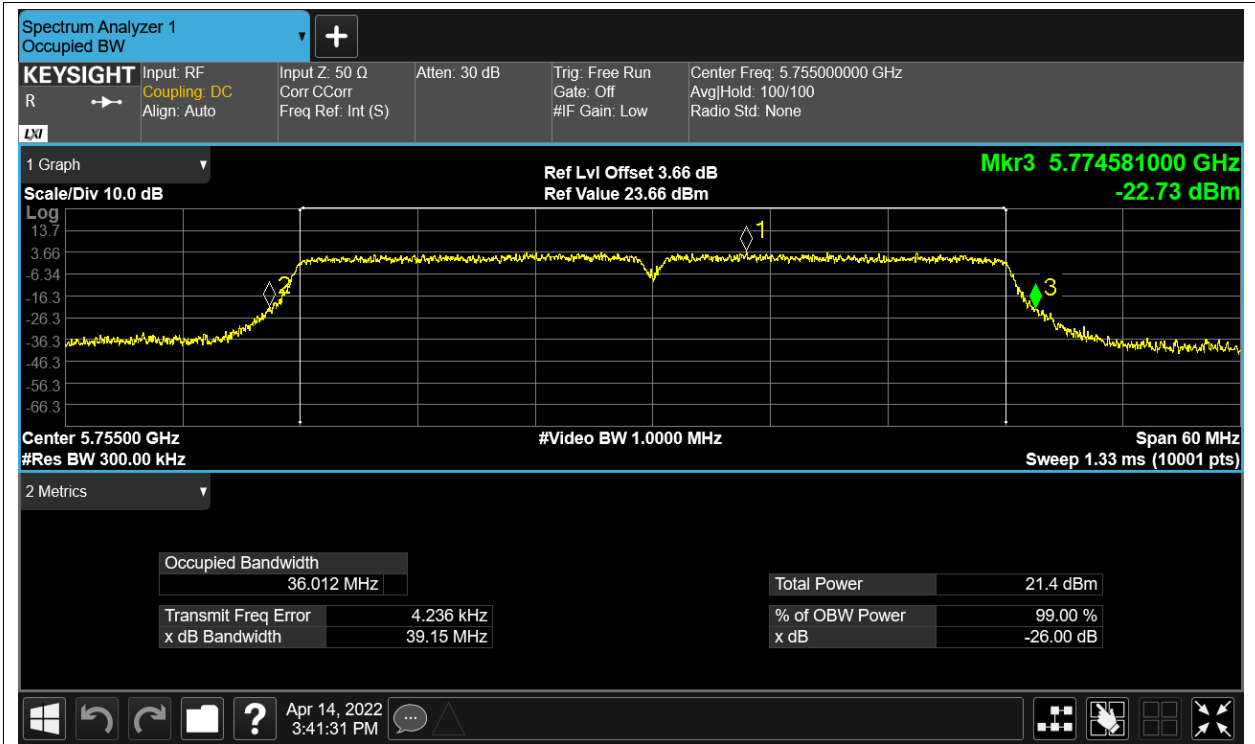 Spectrum Analyzer 1
Occupied BW
KEYSIGHT
R
LXI
Input: RF
Coupling: DC
Align: Auto
Input Z: 50 Ω
Corr CCorr
Freq Ref: Int (S)
Atten: 30 dB
Trig: Free Run
Gate: Off
#IF Gain: Low
Center Freq: 5.755000000 GHz
Avg|Hold: 100/100
Radio Std: None
1 Graph
Scale/Div 10.0 dB
Ref Lvl Offset 3.66 dB
Ref Value 23.66 dBm
Mkr3 5.774581000 GHz
-22.73 dBm
Log
13.7
3.66
-6.34
-16.3
-26.3
-36.3
-46.3
-56.3
-66.3
1
2
3
Center 5.75500 GHz
#Video BW 1.0000 MHz
Span 60 MHz
#Res BW 300.00 kHz
Sweep 1.33 ms (10001 pts)
2 Metrics
Occupied Bandwidth
36.012 MHz
Total Power 21.4 dBm
Transmit Freq Error 4.236 kHz
% of OBW Power 99.00 %
x dB Bandwidth 39.15 MHz
x dB -26.00 dB
?
Apr 14, 2022
3:41:31 PM